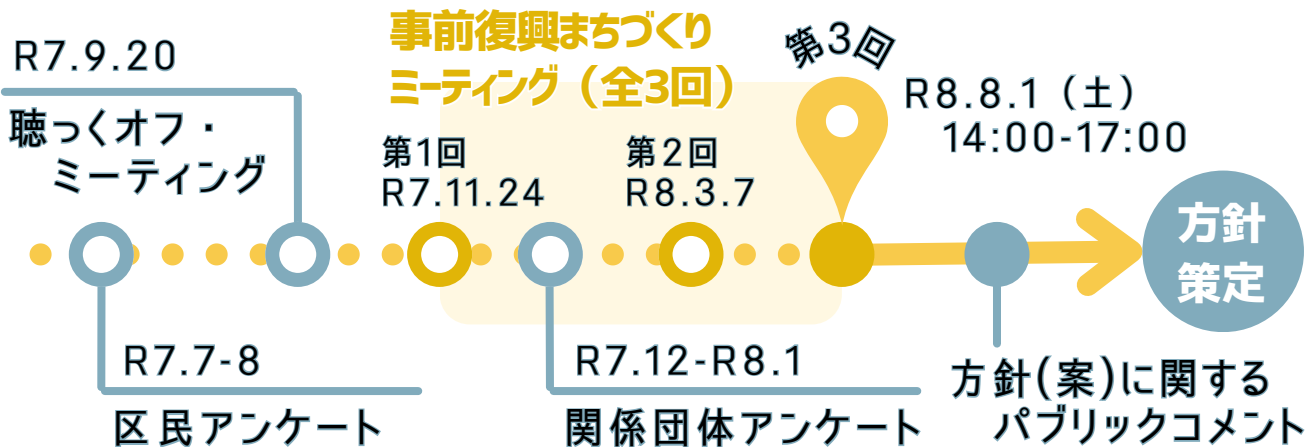 R7.9.20
聴っくオフ・
ミーティング
R7.7-8
区民アンケート
事前復興まちづくり
ミーティング（全3回）
第1回
R7.11.24
R7.12-R8.1
関係団体アンケート
第2回
R8.3.7
第3回
R8.8.1（土）
14:00-17:00
方針(案)に関する
パブリックコメント
方針
策定